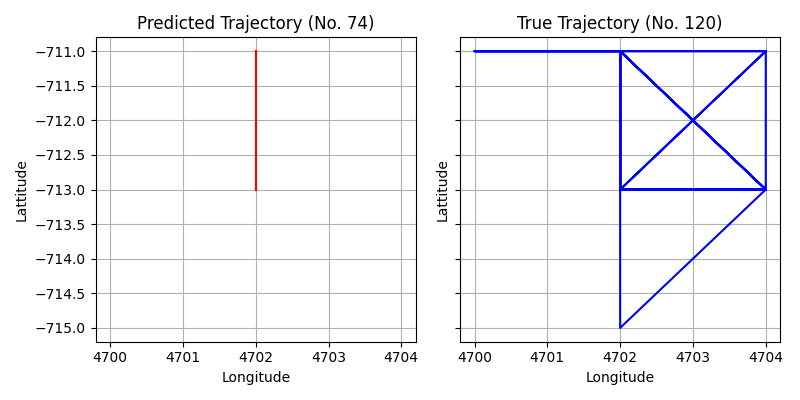 Predicted Trajectory (No. 74)
True Trajectory (No. 120)
−711.0
−711.5
−712.0
−712.5
−713.0
−713.5
−714.0
−714.5
−715.0
Lattitude
Lattitude
4700 4701 4702 4703 4704
4700 4701 4702 4703 4704
Longitude
Longitude